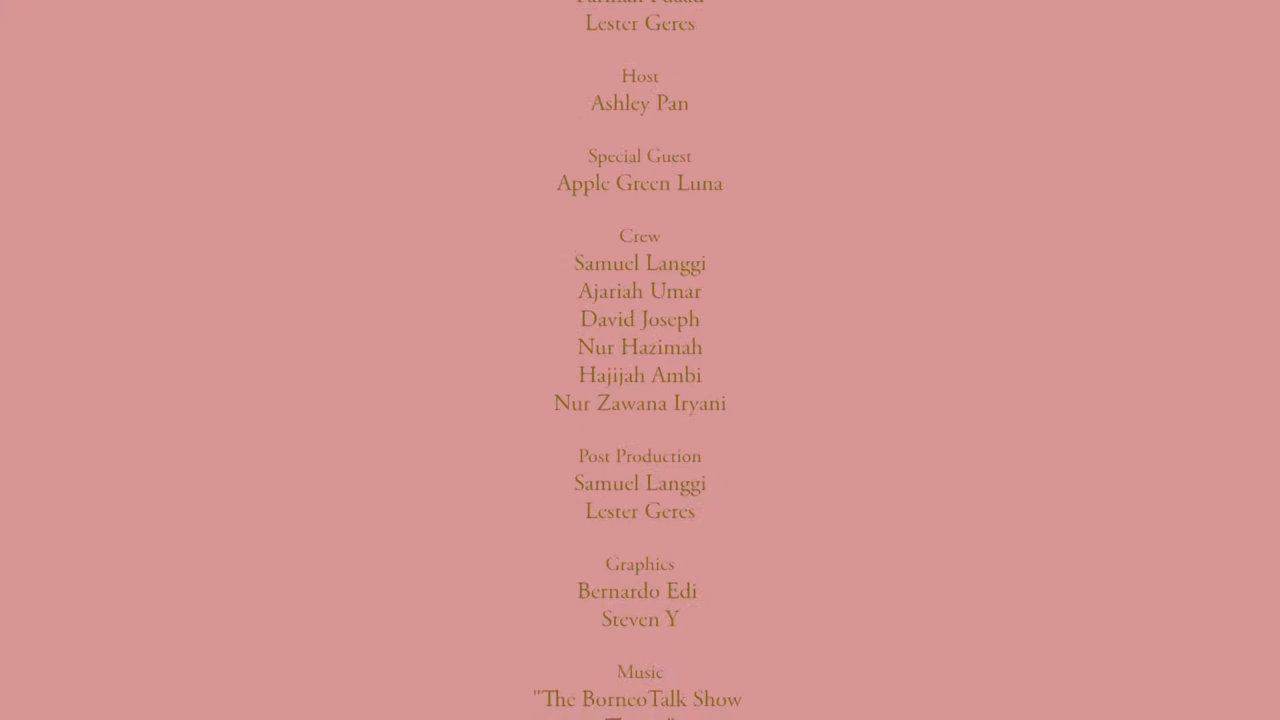 Lester Geres
Host
Ashley Pan
Special Guest
Apple Green Luna
Crew
Samuel Langgi
Ajariah Umar
David Joseph
Nur Hazimah
Hajijah Ambi
Nur Zawana Iryani
Post Production
Samuel Langgi
Lester Geres
Graphics
Bernardo Edi
Steven Y
Music
"The BorneoTalk Show